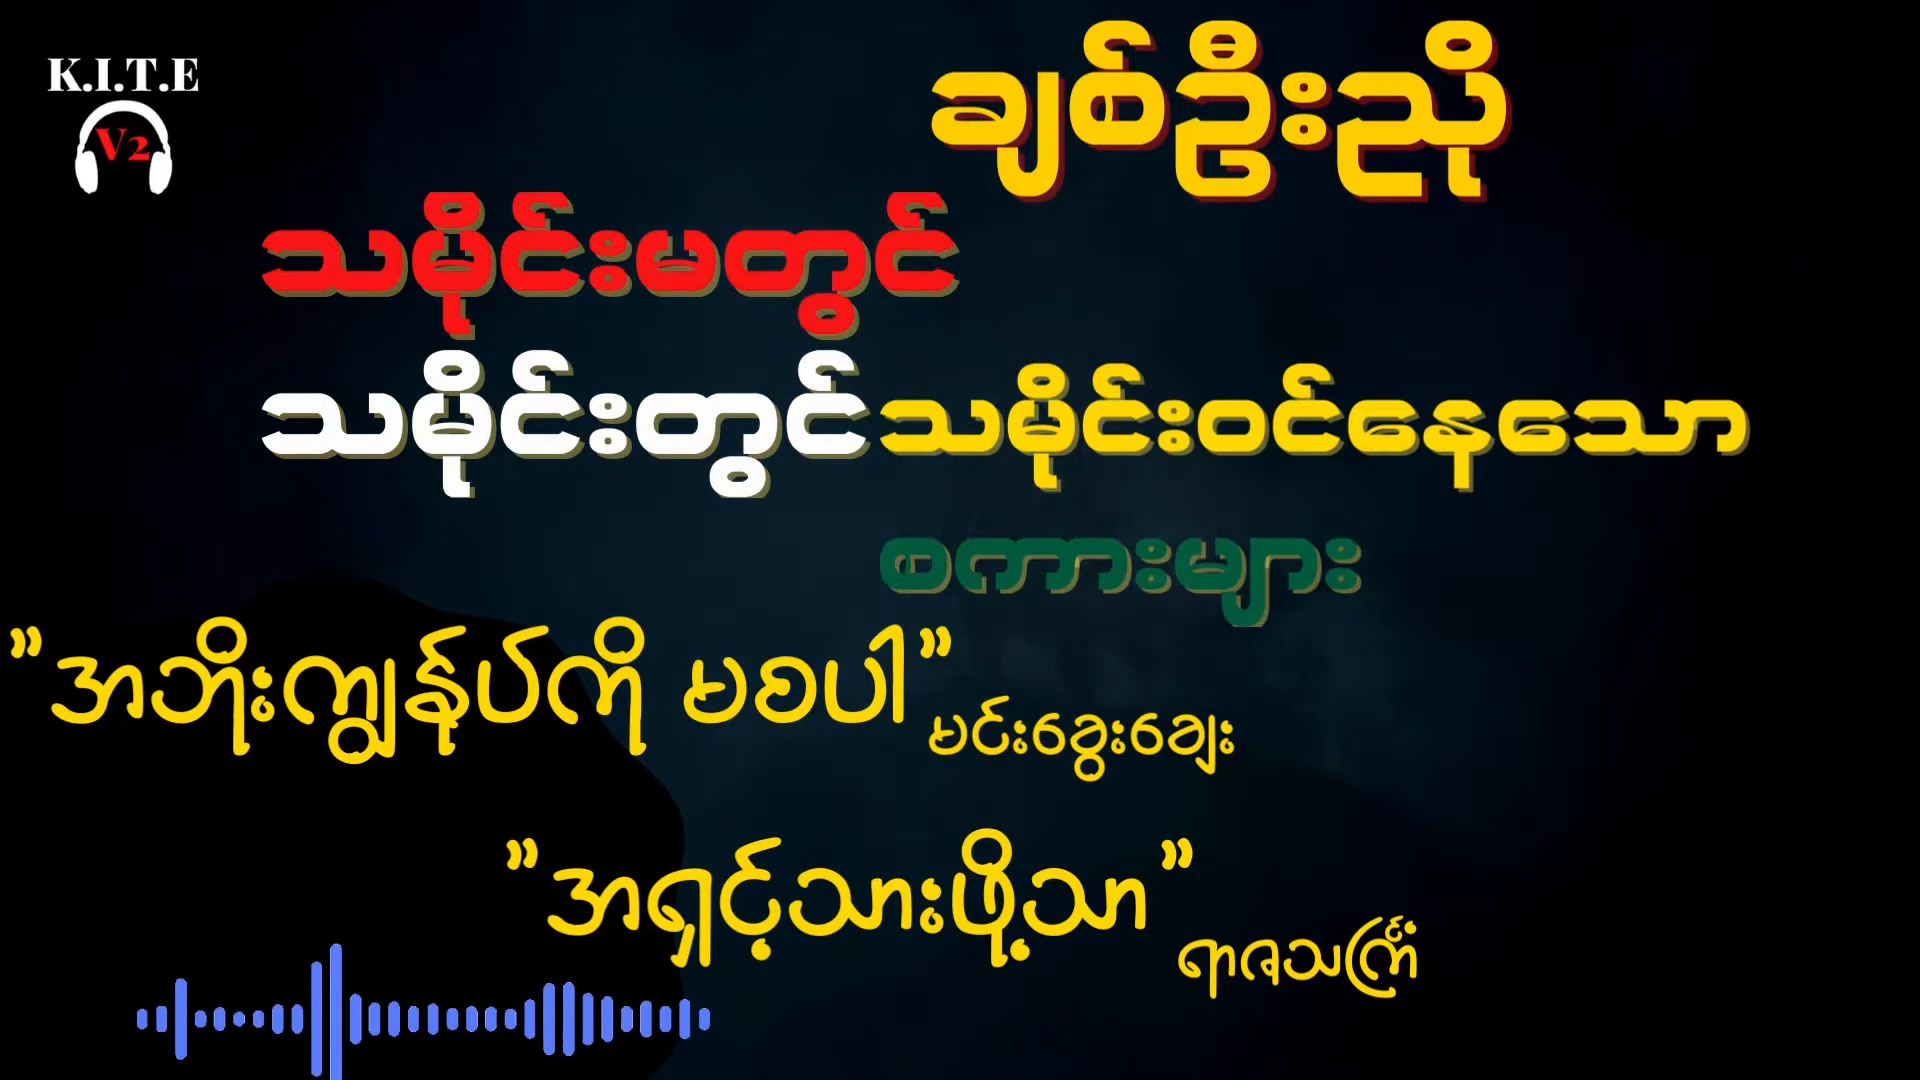 K.I.T.E
V2
ချစ်ဦးညို
သမိုင်းမတွင်
သမိုင်းတွင် သမိုင်းဝင်နေသော
စကားများ
”အဘိုးကျွန်ုပ်ကို မစပါ” မင်းခွေးချေး
”အရှင့်သားဖို့သာ” ရာဇသင်္ကြံ